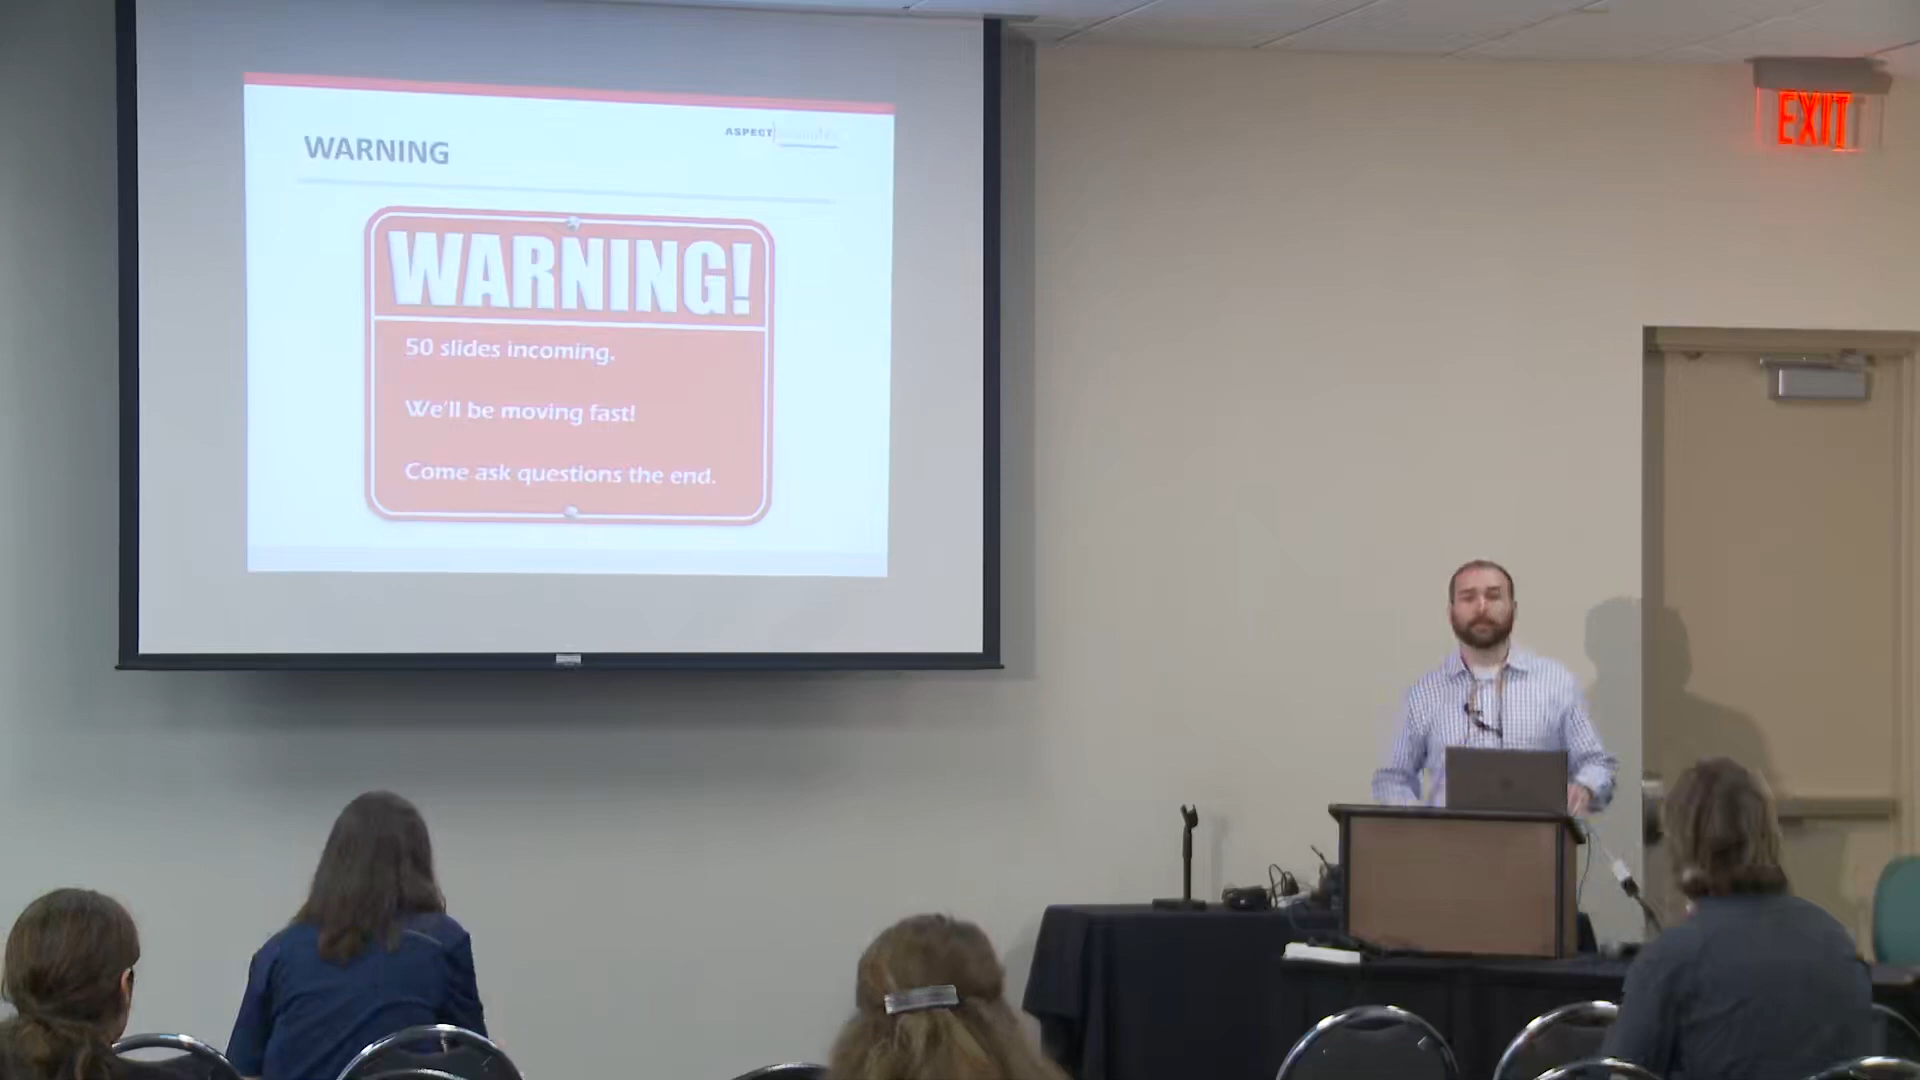 WARNING
ASPECT
WARNING!
50 slides incoming.
We'll be moving fast!
Come ask questions the end.
EXIT